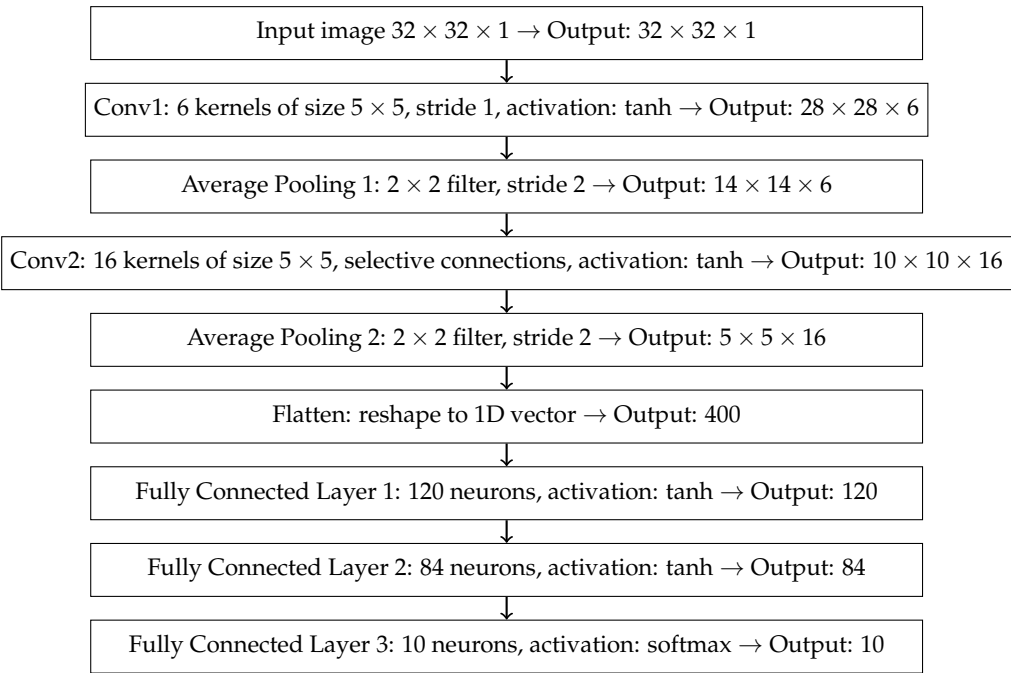 Input image 32 × 32 × 1 → Output: 32 × 32 × 1
Conv1: 6 kernels of size 5 × 5, stride 1, activation: tanh → Output: 28 × 28 × 6
Average Pooling 1: 2 × 2 filter, stride 2 → Output: 14 × 14 × 6
Conv2: 16 kernels of size 5 × 5, selective connections, activation: tanh → Output: 10 × 10 × 16
Average Pooling 2: 2 × 2 filter, stride 2 → Output: 5 × 5 × 16
Flatten: reshape to 1D vector → Output: 400
Fully Connected Layer 1: 120 neurons, activation: tanh → Output: 120
Fully Connected Layer 2: 84 neurons, activation: tanh → Output: 84
Fully Connected Layer 3: 10 neurons, activation: softmax → Output: 10